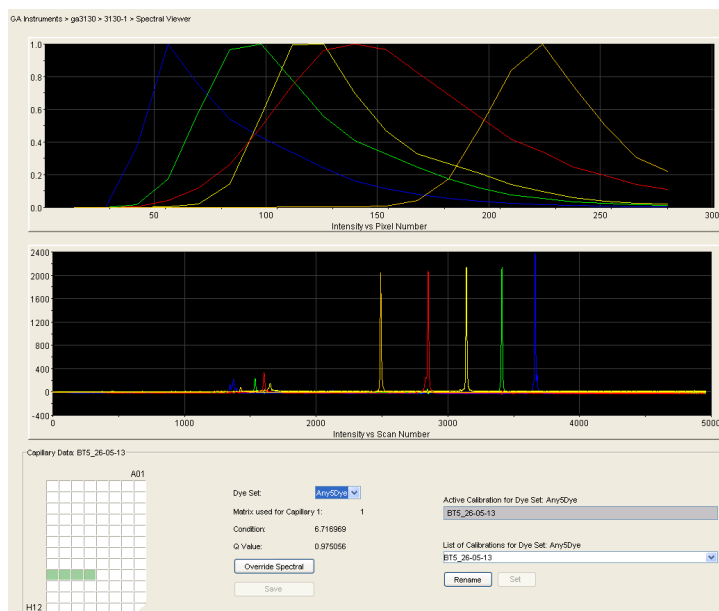 GA Instruments > ga3130 > 3130-1 > Spectral Viewer
1.0
0.8
0.6
0.4
0.2
0.0
50 100 150 200 250 300
Intensity vs Pixel Number
2400
2000
1600
1200
800
400
0
-400
0 1000 2000 3000 4000 5000
Intensity vs Scan Number
Capillary Data: BT5_26-05-13
A01
H12
Dye Set: Any5Dye
Matrix used for Capillary 1: 1
Condition: 6.716969
Q Value: 0.975056
Override Spectral
Save
Active Calibration for Dye Set: Any5Dye
BT5_26-05-13
List of Calibrations for Dye Set: Any5Dye
BT5_26-05-13
Rename Set